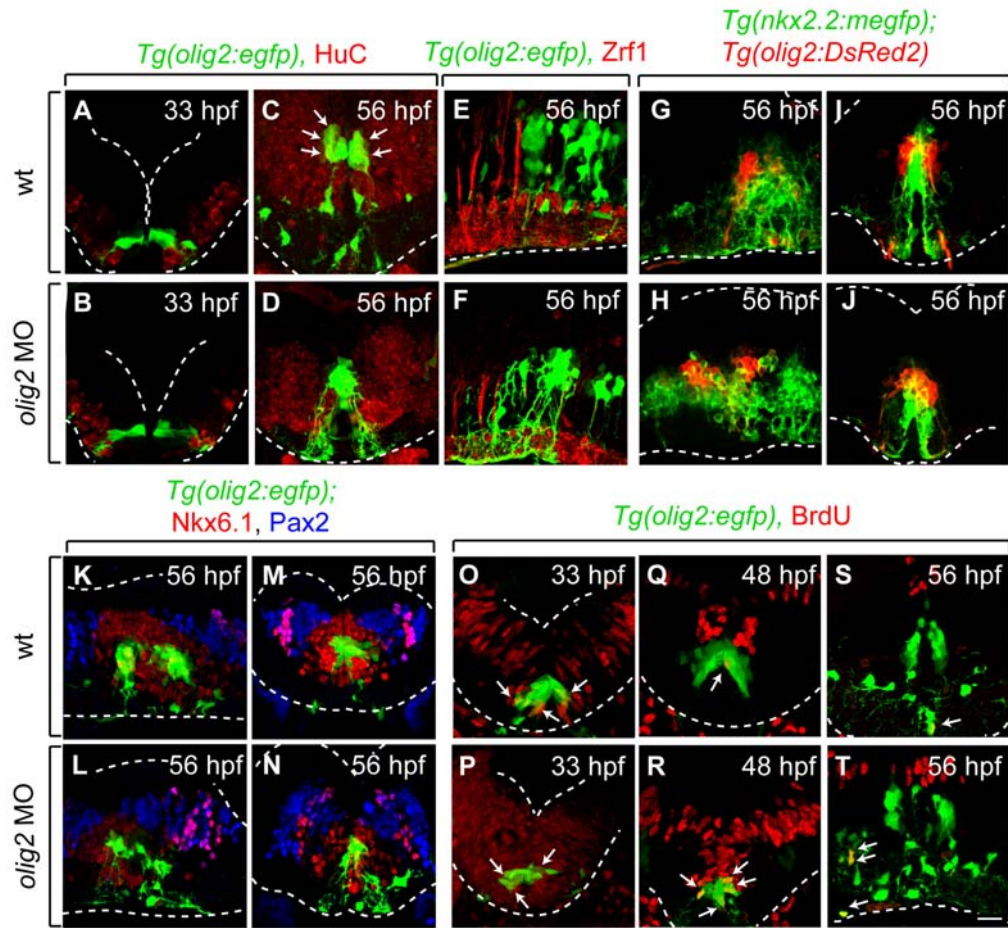 Tg(olig2:egfp), HuC
Tg(olig2:egfp), Zrf1
Tg(nkx2.2:megfp);
Tg(olig2:DsRed2)
wt
A 33 hpf
C 56 hpf
E 56 hpf
G 56 hpf
I 56 hpf
olig2 MO
B 33 hpf
D 56 hpf
F 56 hpf
H 56 hpf
J 56 hpf
Tg(olig2:egfp);
Nkx6.1, Pax2
Tg(olig2:egfp), BrdU
wt
K 56 hpf
M 56 hpf
O 33 hpf
Q 48 hpf
S 56 hpf
olig2 MO
L 56 hpf
N 56 hpf
P 33 hpf
R 48 hpf
T 56 hpf